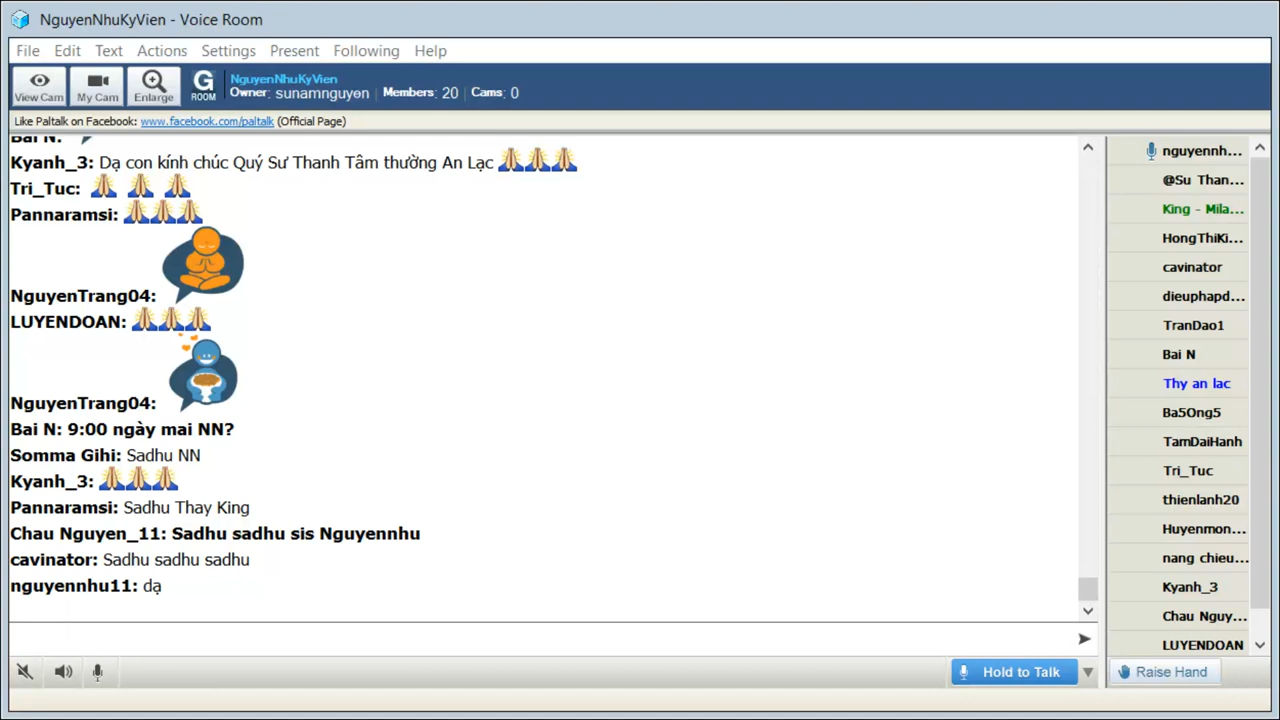 NguyenNhuKyVien - Voice Room
File Edit Text Actions Settings Present Following Help
View Cam My Cam Enlarge G ROOM
NguyenNhuKyVien
Owner: sunamnguyen | Members: 20 | Cams: 0
Like Paltalk on Facebook: www.facebook.com/paltalk (Official Page)
Bai N:
Kyanh_3: Dạ con kính chúc Quý Sư Thanh Tâm thường An Lạc
Tri_Tuc:
Pannaramsi:
NguyenTrang04:
LUYENDOAN:
NguyenTrang04:
Bai N: 9:00 ngày mai NN?
Somma Gihi: Sadhu NN
Kyanh_3:
Pannaramsi: Sadhu Thay King
Chau Nguyen_11: Sadhu sadhu sis Nguyennhu
cavinator: Sadhu sadhu sadhu
nguyennhu11: dạ
nguyennh...
@Su Than...
King - Mila...
HongThiKi...
cavinator
dieuphapd...
TranDao1
Bai N
Thy an lac
Ba5Ong5
TamDaiHanh
Tri_Tuc
thienlanh20
Huyenmon...
nang chieu...
Kyanh_3
Chau Nguy...
LUYENDOAN
Hold to Talk
Raise Hand